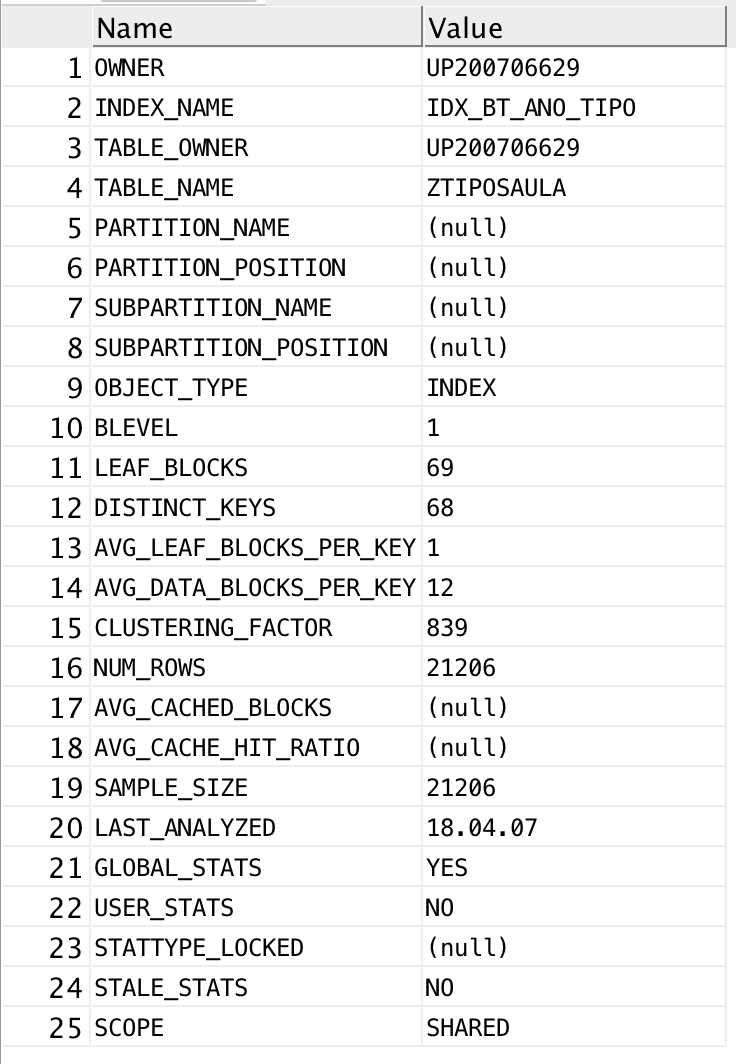 Name Value
1 OWNER UP200706629
2 INDEX_NAME IDX_BT_ANO_TIPO
3 TABLE_OWNER UP200706629
4 TABLE_NAME ZTIPOSAULA
5 PARTITION_NAME (null)
6 PARTITION_POSITION (null)
7 SUBPARTITION_NAME (null)
8 SUBPARTITION_POSITION (null)
9 OBJECT_TYPE INDEX
10 BLEVEL 1
11 LEAF_BLOCKS 69
12 DISTINCT_KEYS 68
13 AVG_LEAF_BLOCKS_PER_KEY 1
14 AVG_DATA_BLOCKS_PER_KEY 12
15 CLUSTERING_FACTOR 839
16 NUM_ROWS 21206
17 AVG_CACHED_BLOCKS (null)
18 AVG_CACHE_HIT_RATIO (null)
19 SAMPLE_SIZE 21206
20 LAST_ANALYZED 18.04.07
21 GLOBAL_STATS YES
22 USER_STATS NO
23 STATTYPE_LOCKED (null)
24 STALE_STATS NO
25 SCOPE SHARED